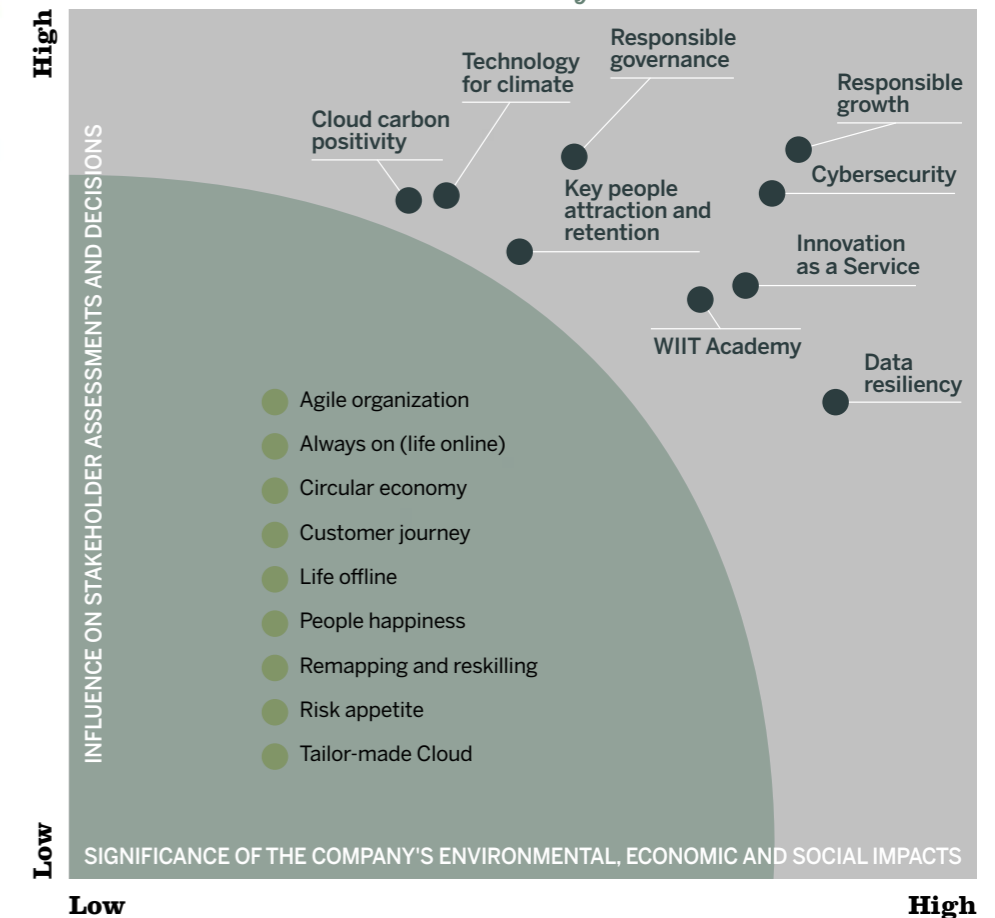 High
INFLUENCE ON STAKEHOLDER ASSESSMENTS AND DECISIONS
Low
Responsible
governance
Technology
for climate
Responsible
growth
Cloud carbon
positivity
Cybersecurity
Key people
attraction and
retention
Innovation
as a Service
WIIT Academy
Data
resiliency
Agile organization
Always on (life online)
Circular economy
Customer journey
Life offline
People happiness
Remapping and reskilling
Risk appetite
Tailor-made Cloud
SIGNIFICANCE OF THE COMPANY'S ENVIRONMENTAL, ECONOMIC AND SOCIAL IMPACTS
Low
High